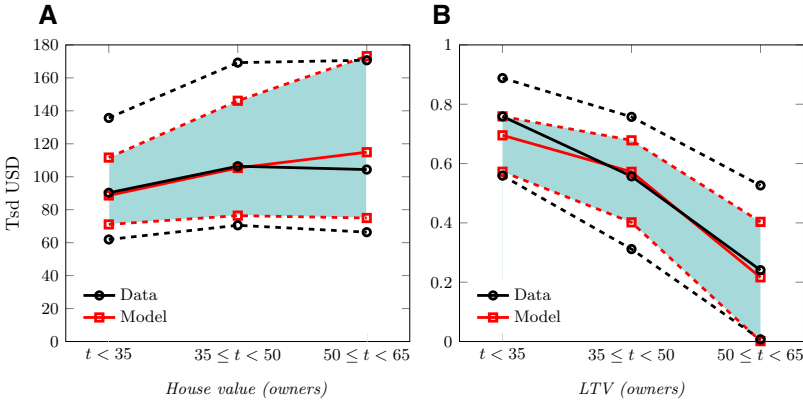 A
B
Tsd USD
180
160
140
120
100
80
60
40
20
0
Data
Model
t < 35
35 ≤ t < 50
50 ≤ t < 65
House value (owners)
1
0.8
0.6
0.4
0.2
0
Data
Model
t < 35
35 ≤ t < 50
50 ≤ t < 65
LTV (owners)